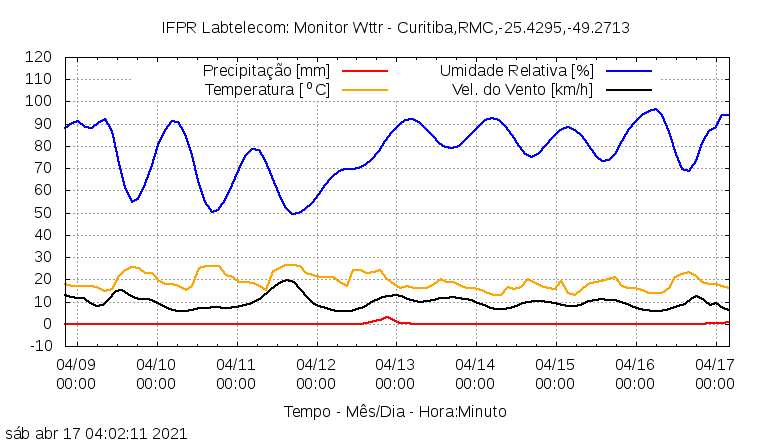 IFPR Labtelecom: Monitor Wttr - Curitiba,RMC,-25.4295,-49.2713
Precipitação [mm] Umidade Relativa [%]
Temperatura [ ⁰C] Vel. do Vento [km/h]
120
110
100
90
80
70
60
50
40
30
20
10
0
-10
04/09 04/10 04/11 04/12 04/13 04/14 04/15 04/16 04/17
00:00 00:00 00:00 00:00 00:00 00:00 00:00 00:00 00:00
Tempo - Mês/Dia - Hora:Minuto
sáb abr 17 04:02:11 2021